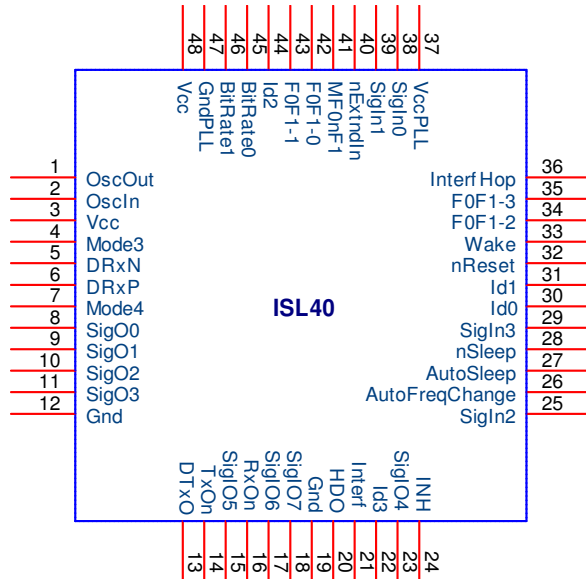 48 47 46 45 44 43 42 41 40 39 38 37
Vcc
GndPLL
BitRate1
BitRate0
Id2
F0F1-1
F0F1-0
MF0nF1
nExtndIn
SigIn1
SigIn0
VccPLL
1 OscOut
2 OscIn
3 Vcc
4 Mode3
5 DRxN
6 DRxP
7 Mode4
8 SigO0
9 SigO1
10 SigO2
11 SigO3
12 Gnd
ISL40
InterfHop 36
F0F1-3 35
F0F1-2 34
Wake 33
nReset 32
Id1 31
Id0 30
SigIn3 29
nSleep 28
AutoSleep 27
AutoFreqChange 26
SigIn2 25
DTxO
TxOn
SigIO5
RxOn
SigIO6
SigIO7
Gnd
HDO
Interf
Id3
SigIO4
INH
13 14 15 16 17 18 19 20 21 22 23 24